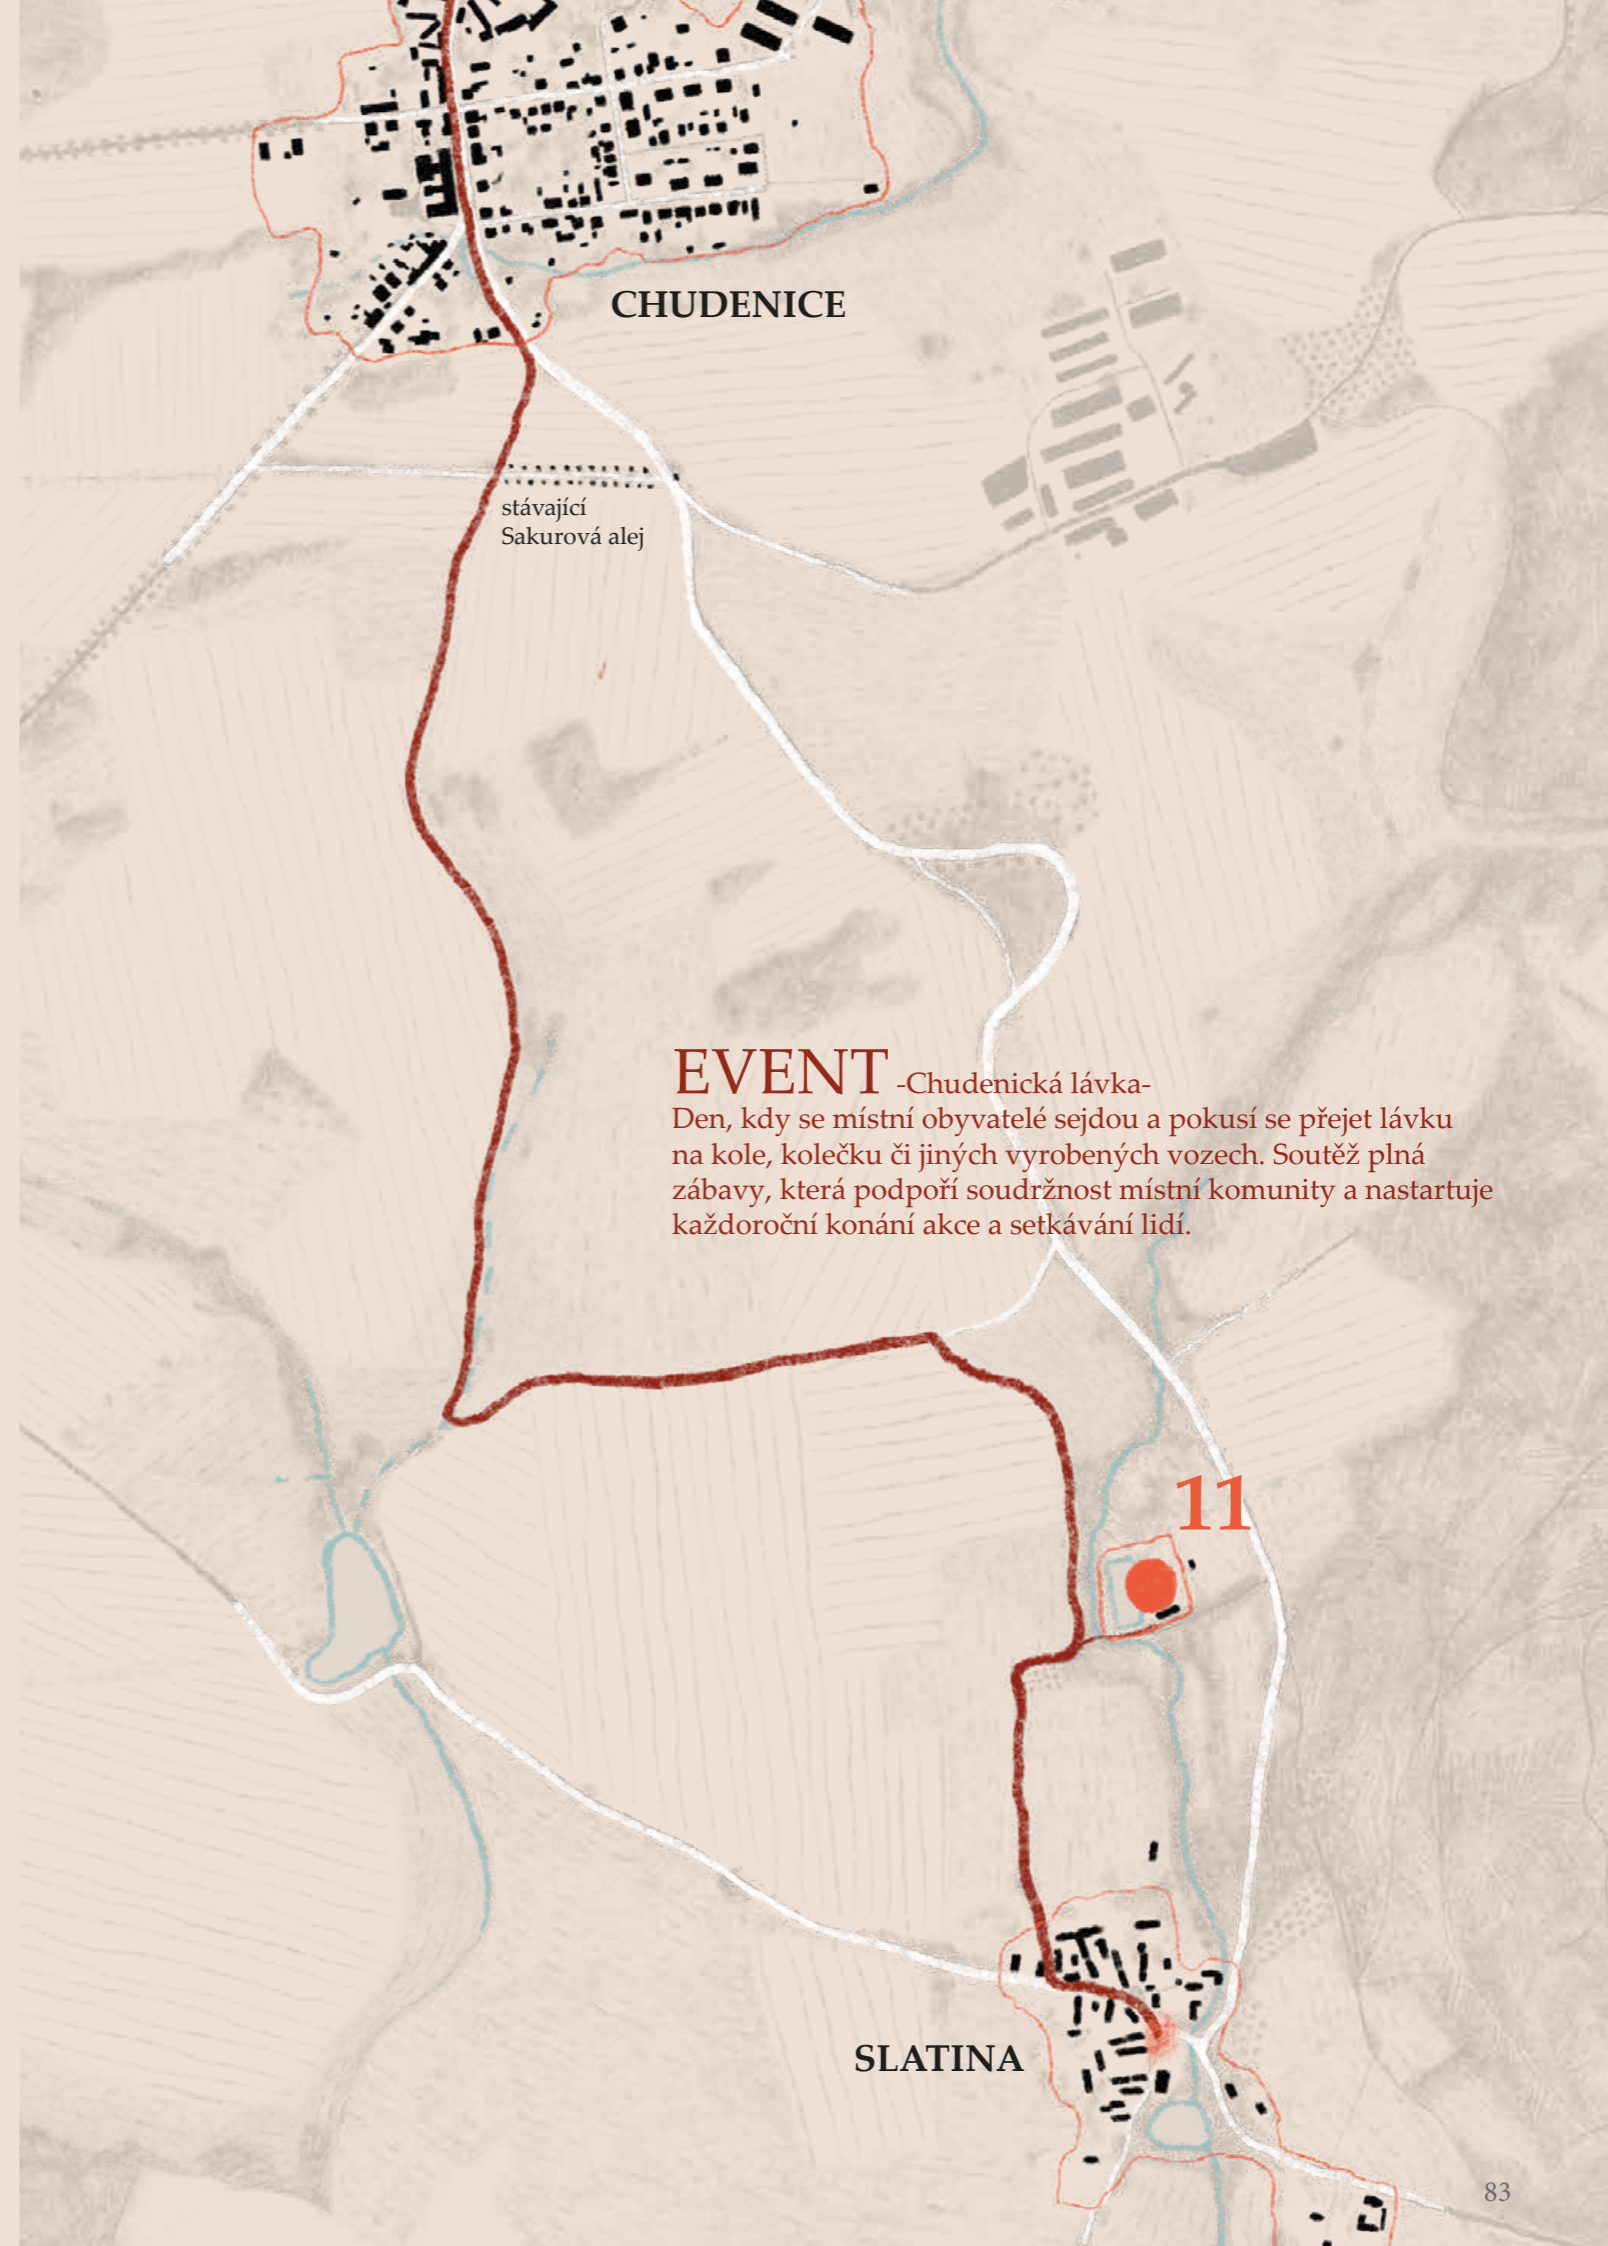 CHUDENICE
stávající
Sakurová alej
EVENT -Chudenická lávka-
Den, kdy se místní obyvatelé sejdou a pokusí se přejet lávku
na kole, kolečku či jiných vyrobených vozech. Soutěž plná
zábavy, která podpoří soudržnost místní komunity a nastartuje
každoroční konání akce a setkávání lidí.
11
SLATINA
83